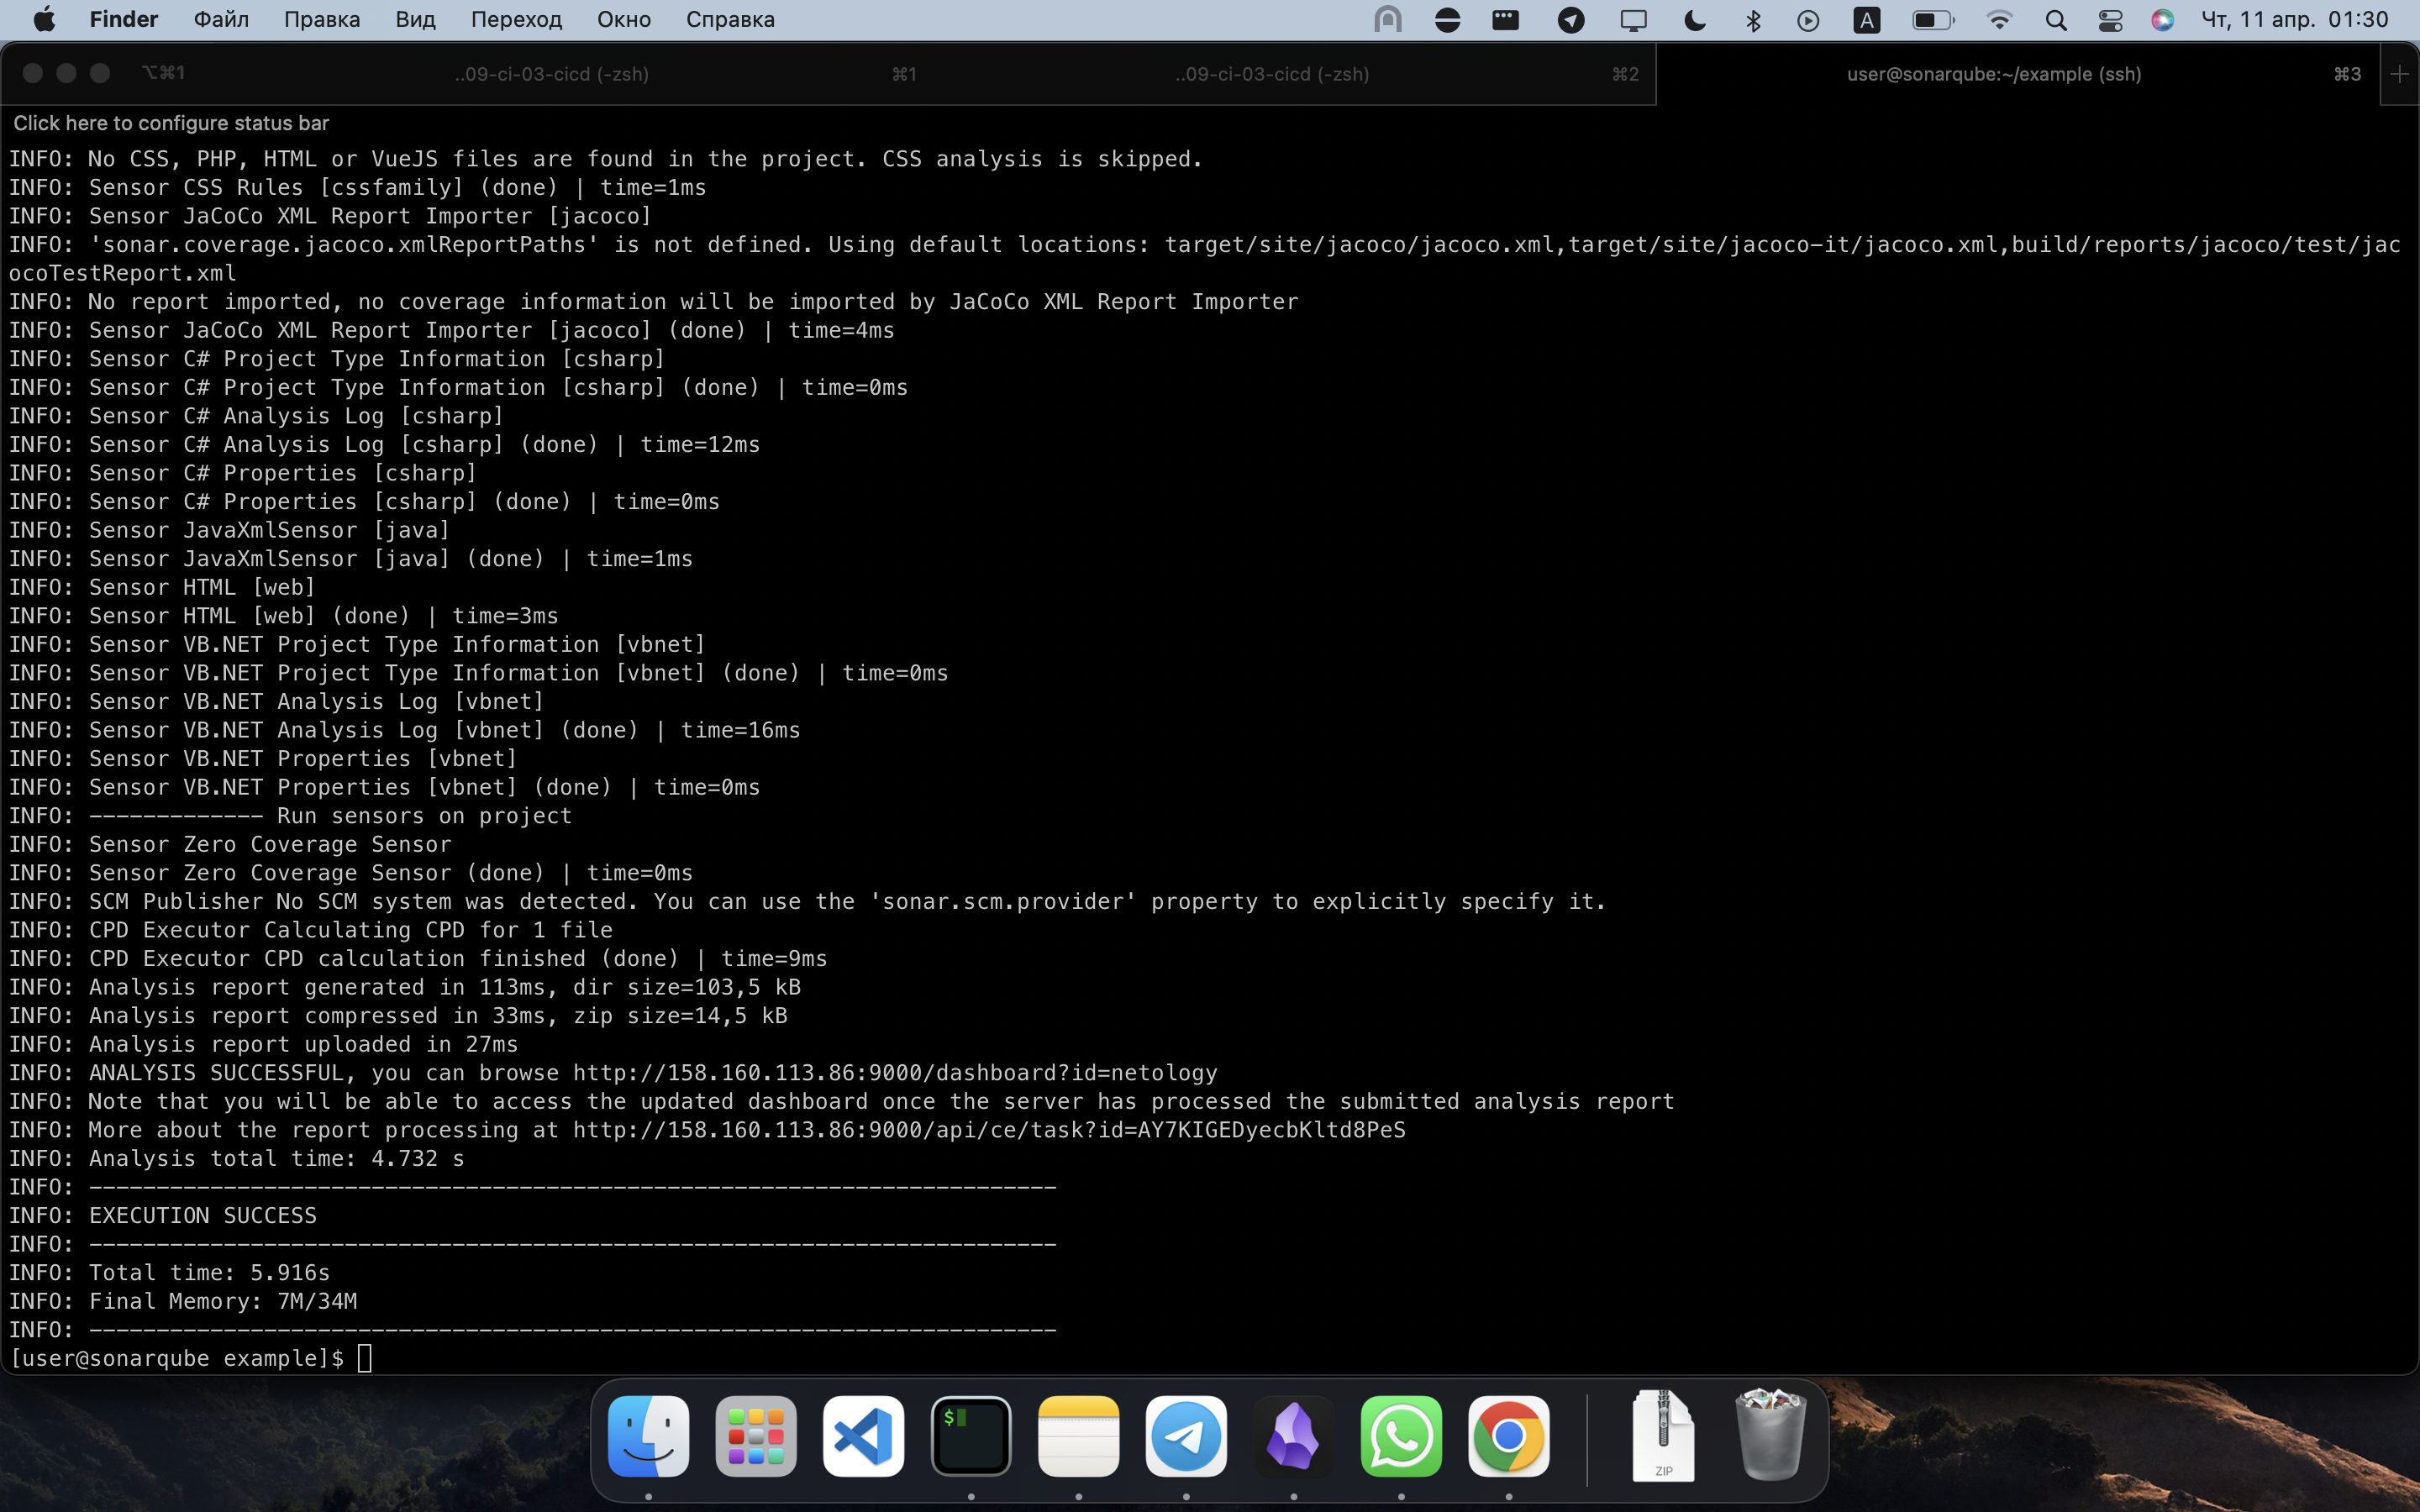 Finder Файл Правка Вид Переход Окно Справка A Чт, 11 апр. 01:30
⌥⌘1 ..09-ci-03-cicd (-zsh) ⌘1 ..09-ci-03-cicd (-zsh) ⌘2 user@sonarqube:~/example (ssh) ⌘3 +
Click here to configure status bar
INFO: No CSS, PHP, HTML or VueJS files are found in the project. CSS analysis is skipped.
INFO: Sensor CSS Rules [cssfamily] (done) | time=1ms
INFO: Sensor JaCoCo XML Report Importer [jacoco]
INFO: 'sonar.coverage.jacoco.xmlReportPaths' is not defined. Using default locations: target/site/jacoco/jacoco.xml,target/site/jacoco-it/jacoco.xml,build/reports/jacoco/test/jac
ocoTestReport.xml
INFO: No report imported, no coverage information will be imported by JaCoCo XML Report Importer
INFO: Sensor JaCoCo XML Report Importer [jacoco] (done) | time=4ms
INFO: Sensor C# Project Type Information [csharp]
INFO: Sensor C# Project Type Information [csharp] (done) | time=0ms
INFO: Sensor C# Analysis Log [csharp]
INFO: Sensor C# Analysis Log [csharp] (done) | time=12ms
INFO: Sensor C# Properties [csharp]
INFO: Sensor C# Properties [csharp] (done) | time=0ms
INFO: Sensor JavaXmlSensor [java]
INFO: Sensor JavaXmlSensor [java] (done) | time=1ms
INFO: Sensor HTML [web]
INFO: Sensor HTML [web] (done) | time=3ms
INFO: Sensor VB.NET Project Type Information [vbnet]
INFO: Sensor VB.NET Project Type Information [vbnet] (done) | time=0ms
INFO: Sensor VB.NET Analysis Log [vbnet]
INFO: Sensor VB.NET Analysis Log [vbnet] (done) | time=16ms
INFO: Sensor VB.NET Properties [vbnet]
INFO: Sensor VB.NET Properties [vbnet] (done) | time=0ms
INFO: ------------- Run sensors on project
INFO: Sensor Zero Coverage Sensor
INFO: Sensor Zero Coverage Sensor (done) | time=0ms
INFO: SCM Publisher No SCM system was detected. You can use the 'sonar.scm.provider' property to explicitly specify it.
INFO: CPD Executor Calculating CPD for 1 file
INFO: CPD Executor CPD calculation finished (done) | time=9ms
INFO: Analysis report generated in 113ms, dir size=103,5 kB
INFO: Analysis report compressed in 33ms, zip size=14,5 kB
INFO: Analysis report uploaded in 27ms
INFO: ANALYSIS SUCCESSFUL, you can browse http://158.160.113.86:9000/dashboard?id=netology
INFO: Note that you will be able to access the updated dashboard once the server has processed the submitted analysis report
INFO: More about the report processing at http://158.160.113.86:9000/api/ce/task?id=AY7KIGEDyecbKltd8PeS
INFO: Analysis total time: 4.732 s
INFO: ------------------------------------------------------------------------
INFO: EXECUTION SUCCESS
INFO: ------------------------------------------------------------------------
INFO: Total time: 5.916s
INFO: Final Memory: 7M/34M
INFO: ------------------------------------------------------------------------
[user@sonarqube example]$
$
ZIP